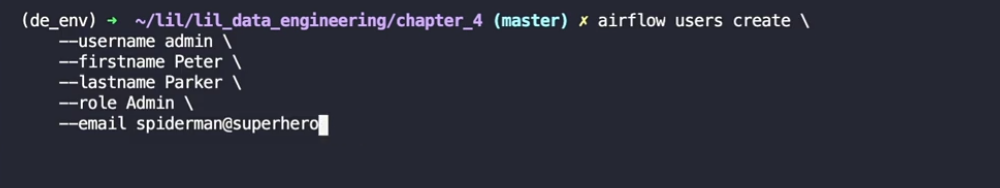 (de_env) ➜ ~/lil/lil_data_engineering/chapter_4 (master) ✗ airflow users create \
--username admin \
--firstname Peter \
--lastname Parker \
--role Admin \
--email spiderman@superhero